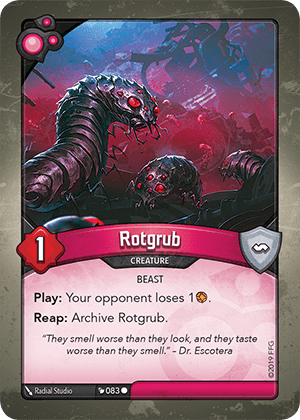 Rotgrub
1
CREATURE
BEAST
Play: Your opponent loses 1.
Reap: Archive Rotgrub.
“They smell worse than they look, and they taste
worse than they smell.” - Dr. Escotera
©2019 FFG
Radial Studio
083